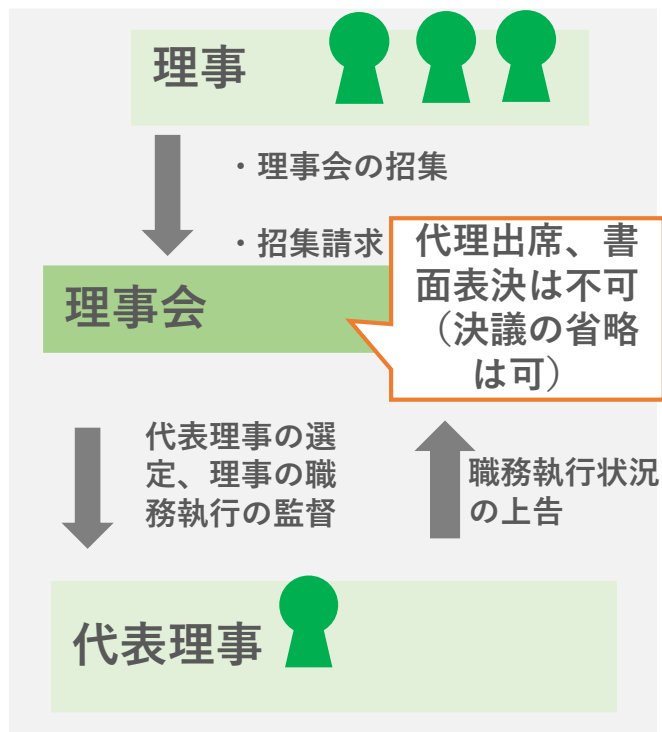 理事
・理事会の招集
・招集請求
代理出席、書
面表決は不可
（決議の省略
は可）
理事会
代表理事の選
定、理事の職
務執行の監督
職務執行状況
の上告
代表理事